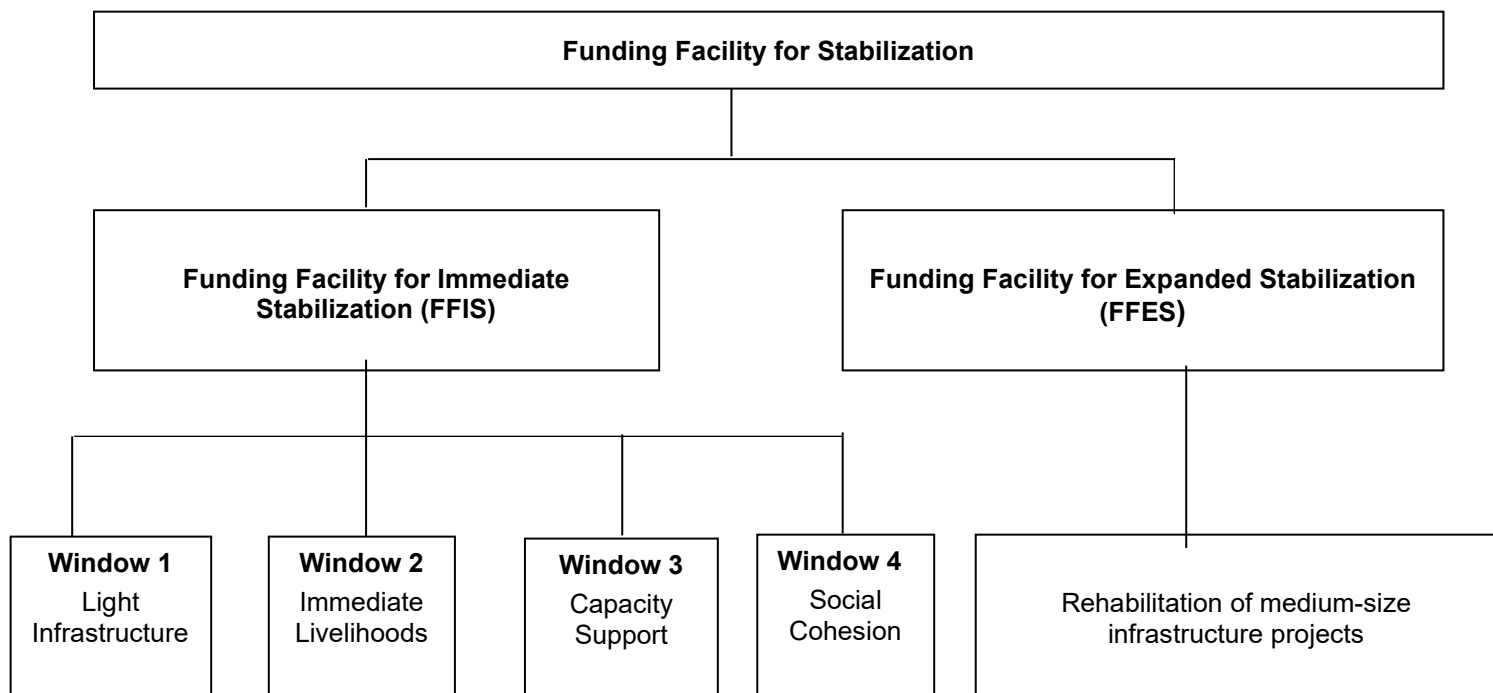 Funding Facility for Stabilization
Funding Facility for Immediate
Stabilization (FFIS)
Funding Facility for Expanded Stabilization
(FFES)
Window 1
Light
Infrastructure
Window 2
Immediate
Livelihoods
Window 3
Capacity
Support
Window 4
Social
Cohesion
Rehabilitation of medium-size
infrastructure projects